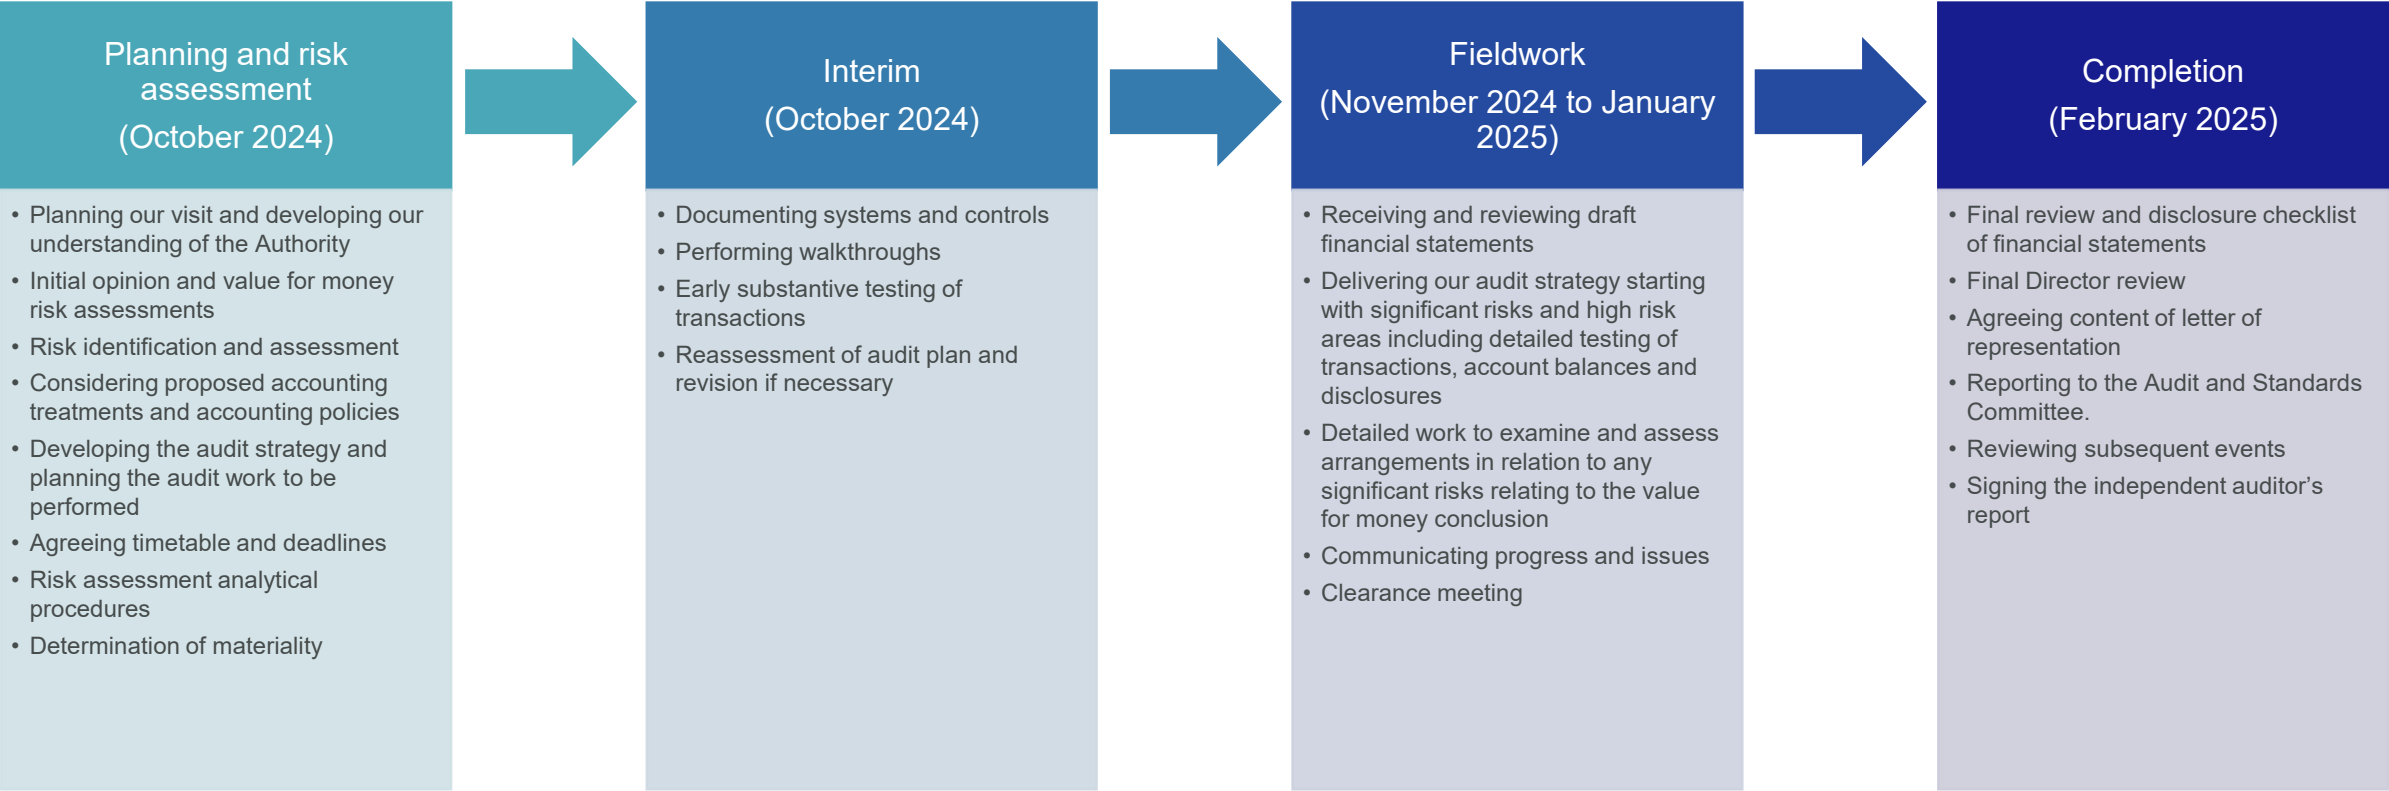 Planning and risk
assessment
(October 2024)
• Planning our visit and developing our
understanding of the Authority
• Initial opinion and value for money
risk assessments
• Risk identification and assessment
• Considering proposed accounting
treatments and accounting policies
• Developing the audit strategy and
planning the audit work to be
performed
• Agreeing timetable and deadlines
• Risk assessment analytical
procedures
• Determination of materiality
Interim
(October 2024)
• Documenting systems and controls
• Performing walkthroughs
• Early substantive testing of
transactions
• Reassessment of audit plan and
revision if necessary
Fieldwork
(November 2024 to January
2025)
• Receiving and reviewing draft
financial statements
• Delivering our audit strategy starting
with significant risks and high risk
areas including detailed testing of
transactions, account balances and
disclosures
• Detailed work to examine and assess
arrangements in relation to any
significant risks relating to the value
for money conclusion
• Communicating progress and issues
• Clearance meeting
Completion
(February 2025)
• Final review and disclosure checklist
of financial statements
• Final Director review
• Agreeing content of letter of
representation
• Reporting to the Audit and Standards
Committee.
• Reviewing subsequent events
• Signing the independent auditor’s
report